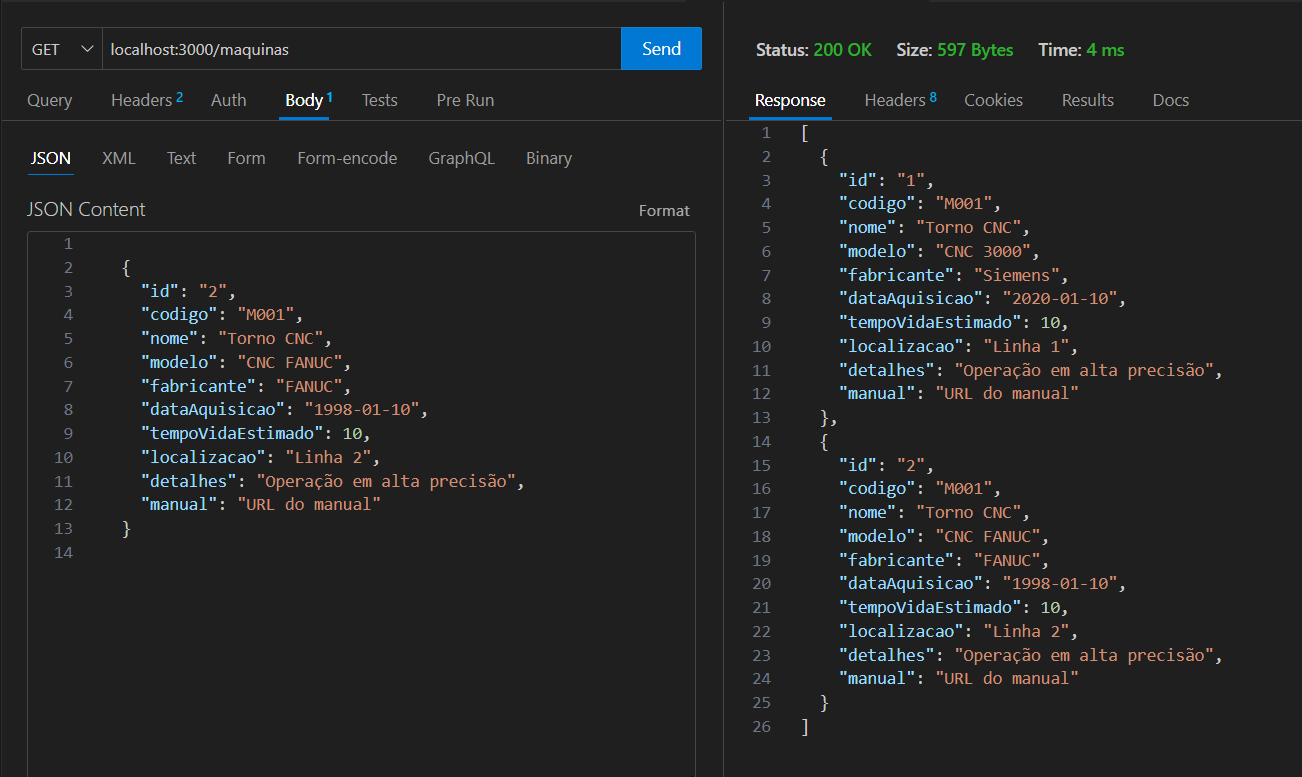 GET localhost:3000/maquinas Send
Query Headers 2 Auth Body 1 Tests Pre Run
JSON XML Text Form Form-encode GraphQL Binary
JSON Content Format
1
2 {
3 "id": "2",
4 "codigo": "M001",
5 "nome": "Torno CNC",
6 "modelo": "CNC FANUC",
7 "fabricante": "FANUC",
8 "dataAquisicao": "1998-01-10",
9 "tempoVidaEstimado": 10,
10 "localizacao": "Linha 2",
11 "detalhes": "Operação em alta precisão",
12 "manual": "URL do manual"
13 }
14
Status: 200 OK Size: 597 Bytes Time: 4 ms
Response Headers 8 Cookies Results Docs
1 [
2 {
3 "id": "1",
4 "codigo": "M001",
5 "nome": "Torno CNC",
6 "modelo": "CNC 3000",
7 "fabricante": "Siemens",
8 "dataAquisicao": "2020-01-10",
9 "tempoVidaEstimado": 10,
10 "localizacao": "Linha 1",
11 "detalhes": "Operação em alta precisão",
12 "manual": "URL do manual"
13 },
14 {
15 "id": "2",
16 "codigo": "M001",
17 "nome": "Torno CNC",
18 "modelo": "CNC FANUC",
19 "fabricante": "FANUC",
20 "dataAquisicao": "1998-01-10",
21 "tempoVidaEstimado": 10,
22 "localizacao": "Linha 2",
23 "detalhes": "Operação em alta precisão",
24 "manual": "URL do manual"
25 }
26 ]